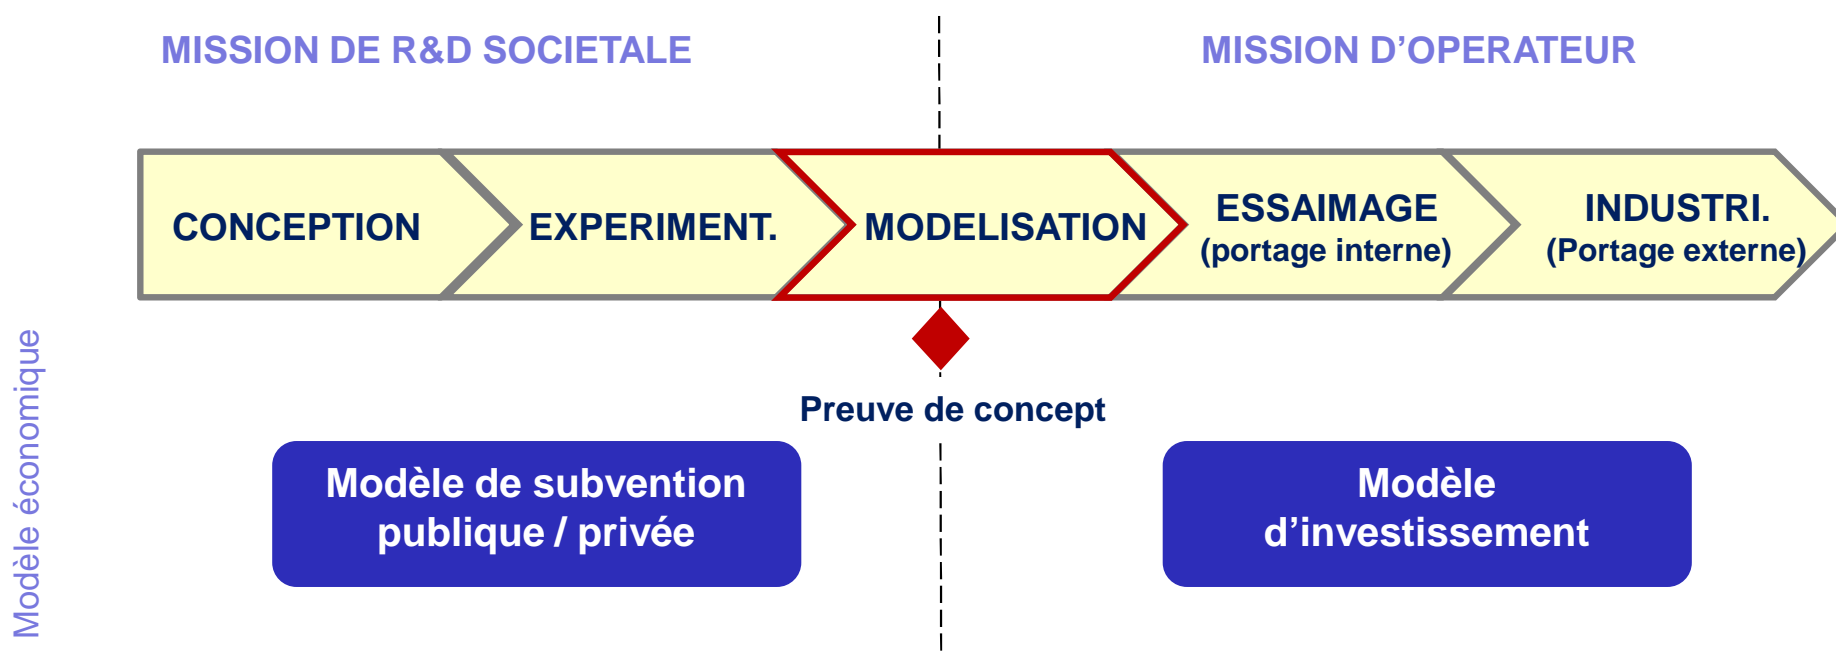 MISSION DE R&D SOCIETALE
MISSION D’OPERATEUR
CONCEPTION
EXPERIMENT.
MODELISATION
ESSAIMAGE
(portage interne)
INDUSTRI.
(Portage externe)
Preuve de concept
Modèle économique
Modèle de subvention
publique / privée
Modèle
d’investissement